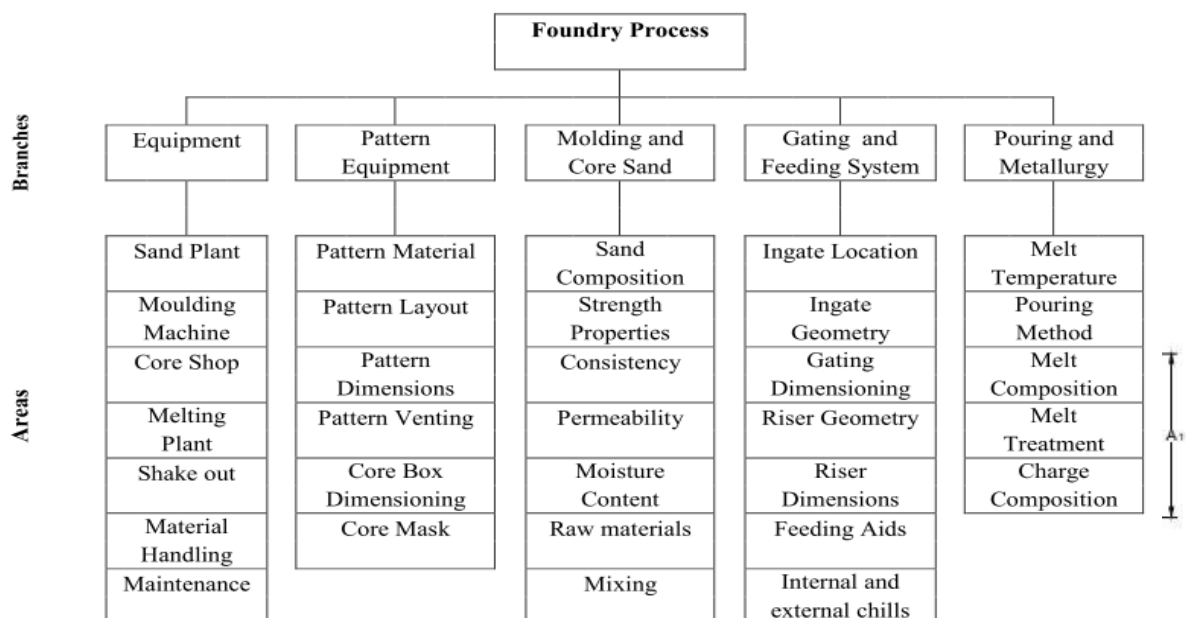 Foundry Process
Branches
Equipment
Pattern
Equipment
Molding and
Core Sand
Gating and
Feeding System
Pouring and
Metallurgy
Areas
Sand Plant
Moulding
Machine
Core Shop
Melting
Plant
Shake out
Material
Handling
Maintenance
Pattern Material
Pattern Layout
Pattern
Dimensions
Pattern Venting
Core Box
Dimensioning
Core Mask
Sand
Composition
Strength
Properties
Consistency
Permeability
Moisture
Content
Raw materials
Mixing
Ingate Location
Ingate
Geometry
Gating
Dimensioning
Riser Geometry
Riser
Dimensions
Feeding Aids
Internal and
external chills
Melt
Temperature
Pouring
Method
Melt
Composition
Melt
Treatment
Charge
Composition
A1